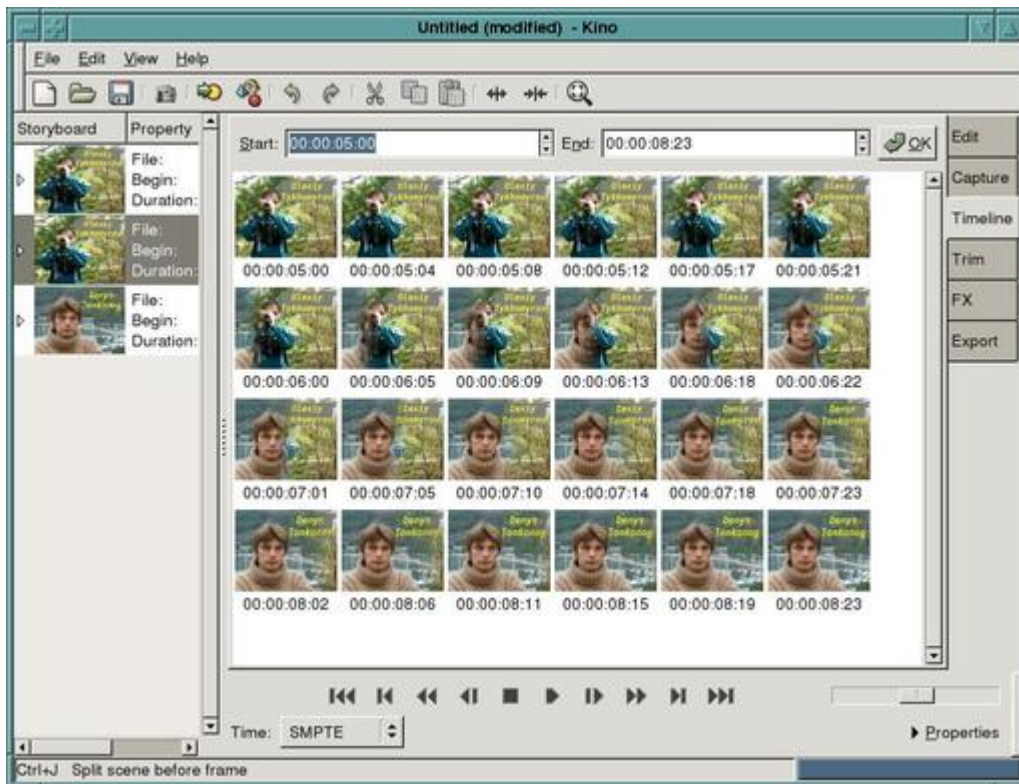 Untitled (modified) - Kino
File Edit View Help
Storyboard Property
File:
Begin:
Duration:
File:
Begin:
Duration:
File:
Begin:
Duration:
Start: 00:00:05:00 End: 00:00:08:23 OK
00:00:05:00 00:00:05:04 00:00:05:08 00:00:05:12 00:00:05:17 00:00:05:21
00:00:06:00 00:00:06:05 00:00:06:09 00:00:06:13 00:00:06:18 00:00:06:22
00:00:07:01 00:00:07:05 00:00:07:10 00:00:07:14 00:00:07:18 00:00:07:23
00:00:08:02 00:00:08:06 00:00:08:11 00:00:08:15 00:00:08:19 00:00:08:23
Edit
Capture
Timeline
Trim
FX
Export
Time: SMPTE
Properties
Ctrl+J Split scene before frame